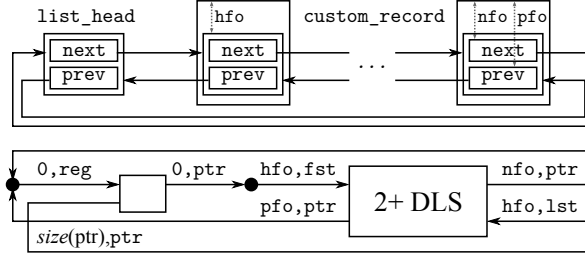 list_head hfo custom_record nfo pfo
next next next
prev prev ... prev
0,reg 0,ptr hfo,fst 2+ DLS nfo,ptr
pfo,ptr hfo,lst
size(ptr),ptr